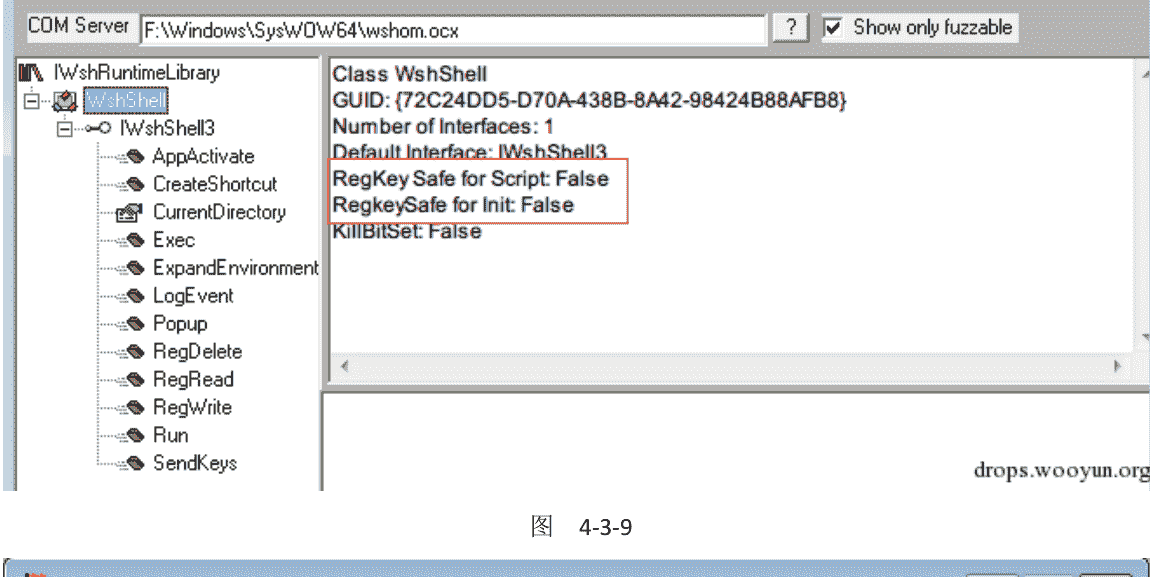 COM Server F:\Windows\SysWOW64\wshom.ocx ? Show only fuzzable
IWshRuntimeLibrary
WshShell
IWshShell3
AppActivate
CreateShortcut
CurrentDirectory
Exec
ExpandEnvironment
LogEvent
Popup
RegDelete
RegRead
RegWrite
Run
SendKeys
Class WshShell
GUID: {72C24DD5-D70A-438B-8A42-98424B88AFB8}
Number of Interfaces: 1
Default Interface: IWshShell3
RegKey Safe for Script: False
RegkeySafe for Init: False
KillBitSet: False
drops.wooyun.org
图 4-3-9